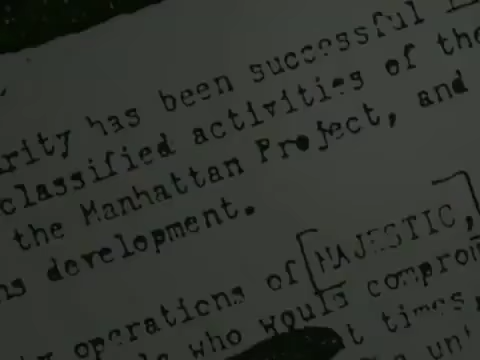 rity has been successful
classified activities of the
the Manhattan Project, and
ns development.
operations of [MAJESTIC,]
who would comprom
t times